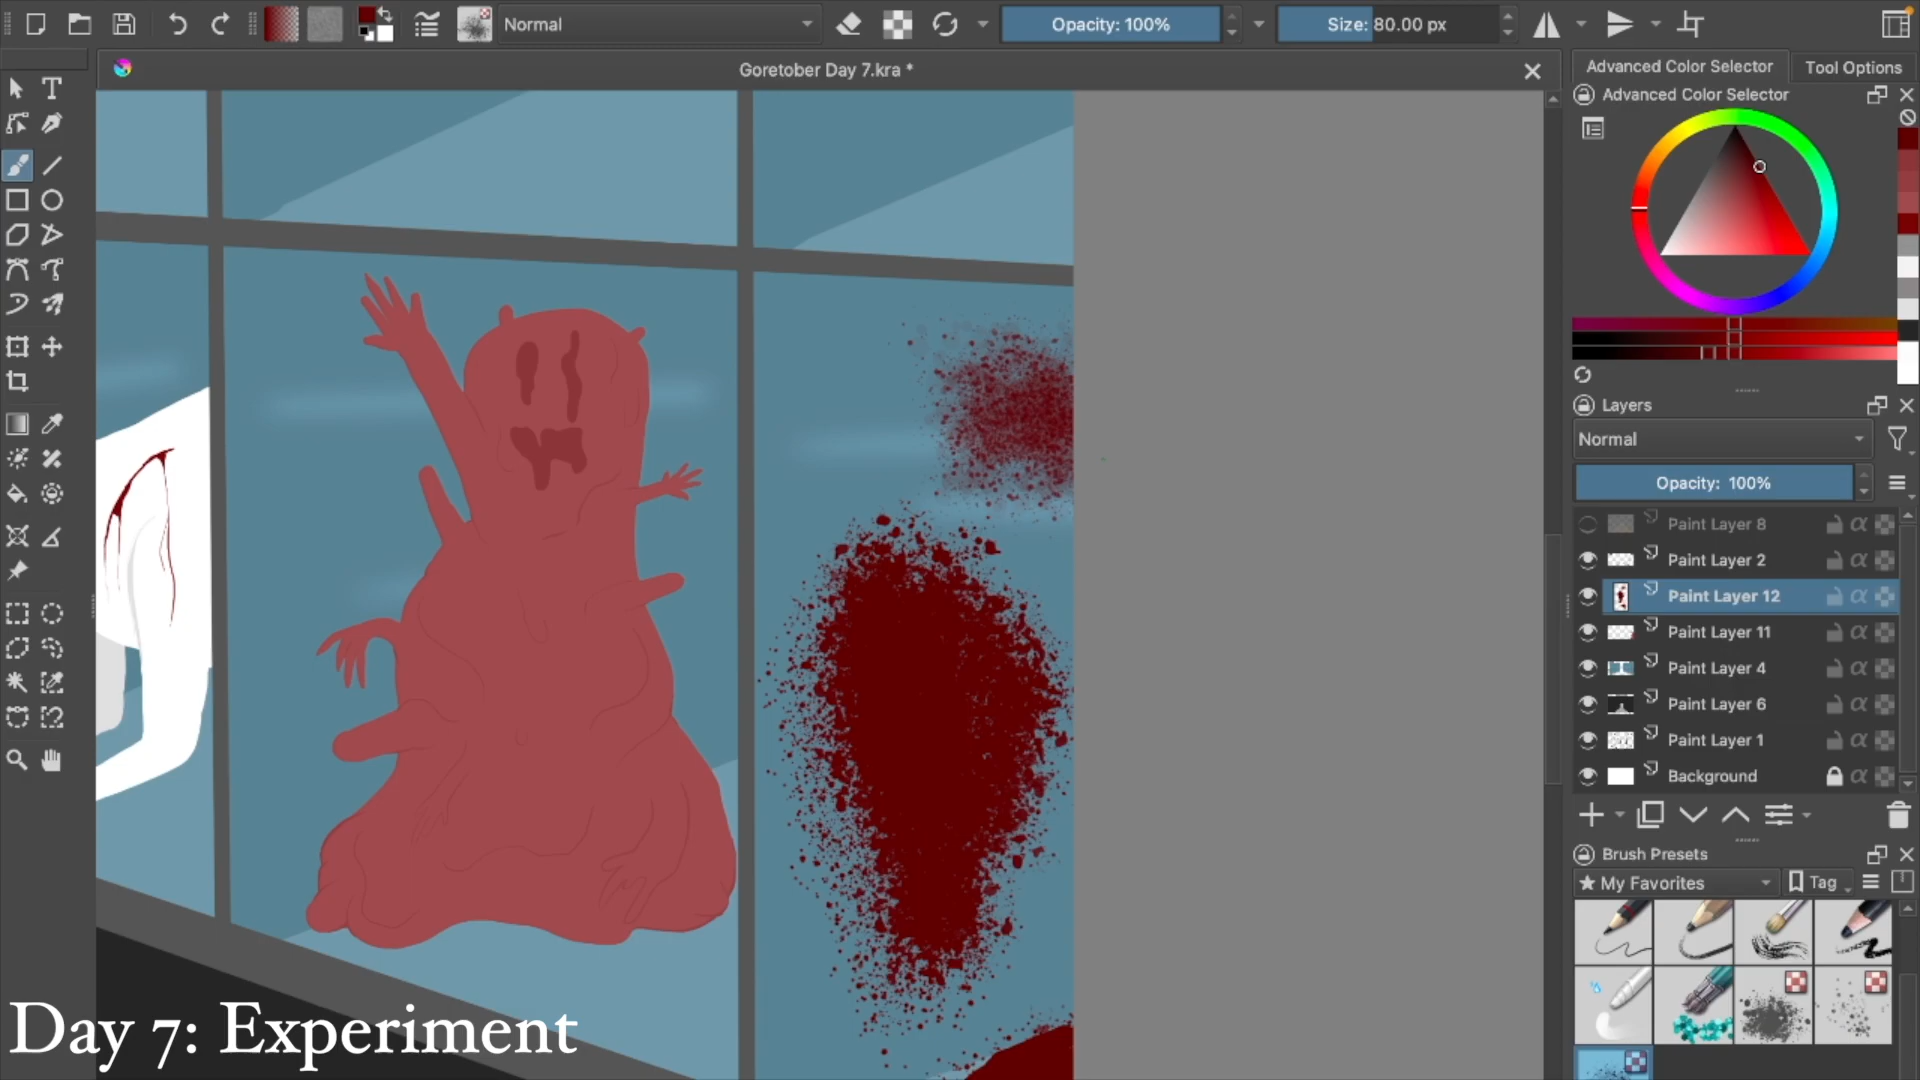 Normal
Opacity: 100%
Size: 80.00 px
Goretober Day 7.kra *
Advanced Color Selector
Tool Options
Advanced Color Selector
Layers
Normal
Opacity: 100%
Paint Layer 8
Paint Layer 2
Paint Layer 12
Paint Layer 11
Paint Layer 4
Paint Layer 6
Paint Layer 1
Background
Brush Presets
★ My Favorites
Tag
Day 7: Experiment